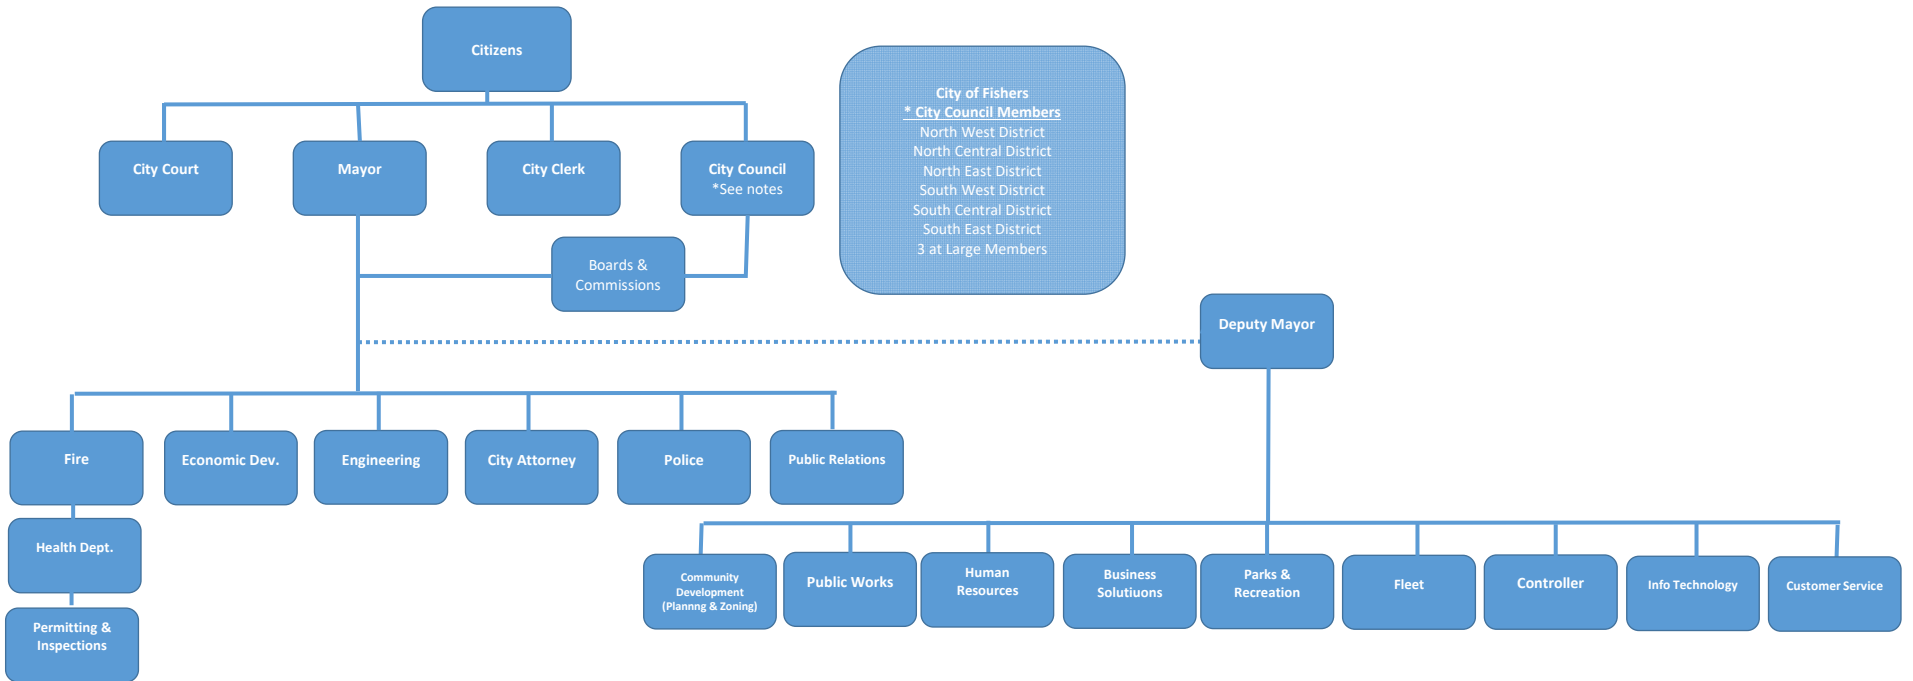 Citizens
City of Fishers
* City Council Members
North West District
North Central District
North East District
South West District
South Central District
South East District
3 at Large Members
City Court
Mayor
City Clerk
City Council
*See notes
Boards &
Commissions
Deputy Mayor
Fire
Economic Dev.
Engineering
City Attorney
Police
Public Relations
Health Dept.
Permitting &
Inspections
Community
Development
(Plannng & Zoning)
Public Works
Human
Resources
Business
Solutiuons
Parks &
Recreation
Fleet
Controller
Info Technology
Customer Service